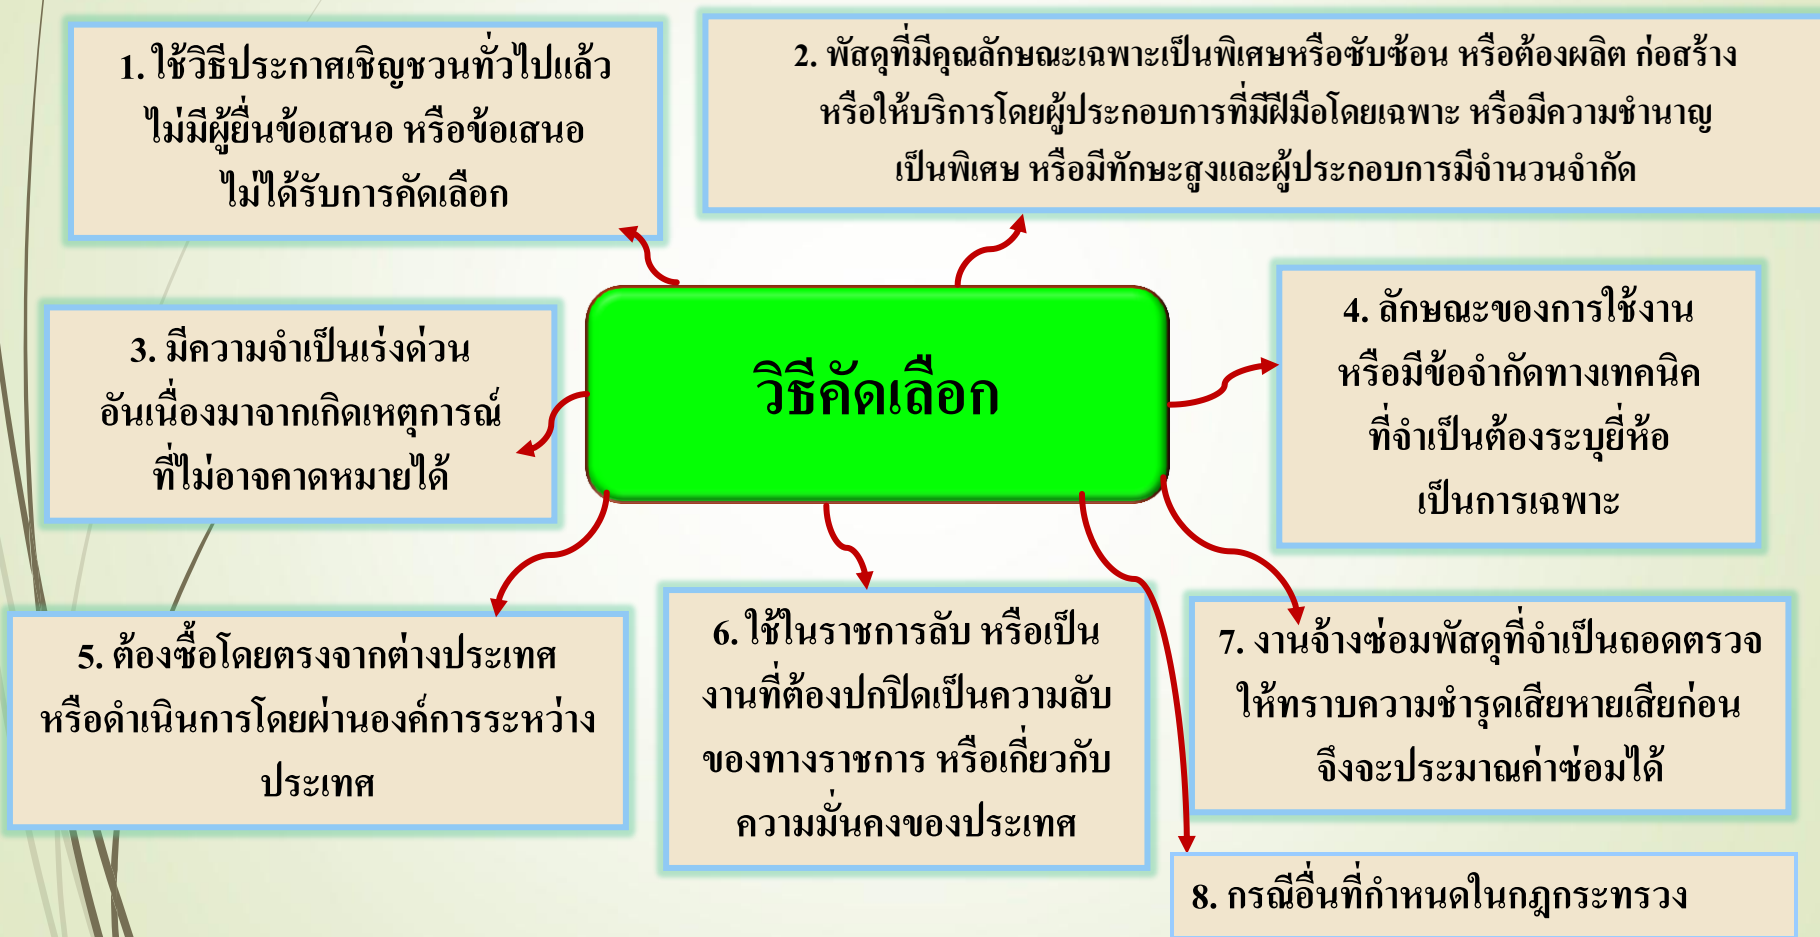 1. ใช้วิธีประกาศเชิญชวนทั่วไปแล้ว
ไม่มีผู้ยื่นข้อเสนอ หรือข้อเสนอ
ไม่ได้รับการคัดเลือก
2. พัสดุที่มีคุณลักษณะเฉพาะเป็นพิเศษหรือซับซ้อน หรือต้องผลิต ก่อสร้าง
หรือให้บริการโดยผู้ประกอบการที่มีฝีมือโดยเฉพาะ หรือมีความชำนาญ
เป็นพิเศษ หรือมีทักษะสูงและผู้ประกอบการมีจำนวนจำกัด
วิธีคัดเลือก
3. มีความจำเป็นเร่งด่วน
อันเนื่องมาจากเกิดเหตุการณ์
ที่ไม่อาจคาดหมายได้
4. ลักษณะของการใช้งาน
หรือมีข้อจำกัดทางเทคนิค
ที่จำเป็นต้องระบุยี่ห้อ
เป็นการเฉพาะ
5. ต้องซื้อโดยตรงจากต่างประเทศ
หรือดำเนินการโดยผ่านองค์การระหว่าง
ประเทศ
6. ใช้ในราชการลับ หรือเป็น
งานที่ต้องปกปิดเป็นความลับ
ของทางราชการ หรือเกี่ยวกับ
ความมั่นคงของประเทศ
7. งานจ้างซ่อมพัสดุที่จำเป็นถอดตรวจ
ให้ทราบความชำรุดเสียหายเสียก่อน
จึงจะประมาณค่าซ่อมได้
8. กรณีอื่นที่กำหนดในกฎกระทรวง